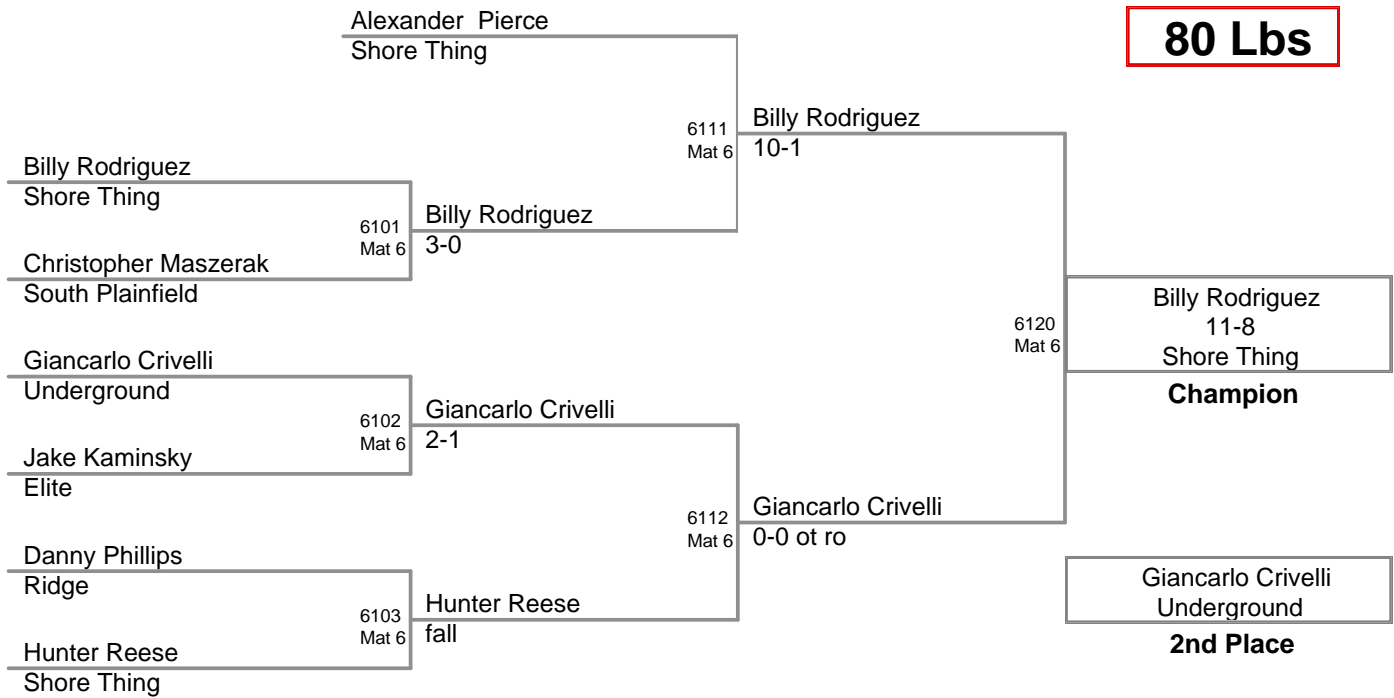 Alexander  Pierce
Shore Thing
80 Lbs
6111
Mat 6
Billy Rodriguez
10-1
Billy Rodriguez
Shore Thing
6101
Mat 6
Billy Rodriguez
3-0
Christopher Maszerak
South Plainfield
6120
Mat 6
Billy Rodriguez
11-8
Shore Thing
Champion
Giancarlo Crivelli
Underground
6102
Mat 6
Giancarlo Crivelli
2-1
Jake Kaminsky
Elite
6112
Mat 6
Giancarlo Crivelli
0-0 ot ro
Danny Phillips
Ridge
6103
Mat 6
Hunter Reese
fall
Hunter Reese
Shore Thing
Giancarlo Crivelli
Underground
2nd Place